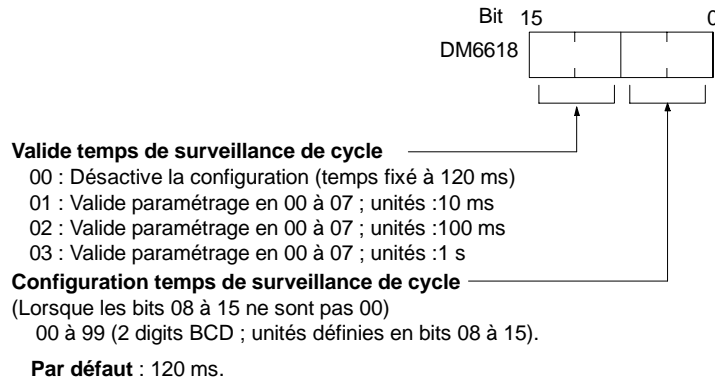 Bit 15 0
DM6618
Valide temps de surveillance de cycle
00 : Désactive la configuration (temps fixé à 120 ms)
01 : Valide paramétrage en 00 à 07 ; unités :10 ms
02 : Valide paramétrage en 00 à 07 ; unités :100 ms
03 : Valide paramétrage en 00 à 07 ; unités :1 s
Configuration temps de surveillance de cycle
(Lorsque les bits 08 à 15 ne sont pas 00)
00 à 99 (2 digits BCD ; unités définies en bits 08 à 15).
Par défaut : 120 ms.